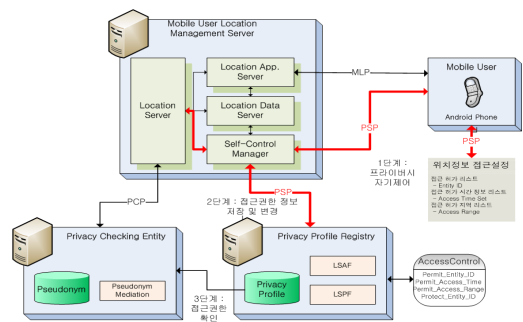 Mobile User Location
Management Server
Location App.
Server
Location
Server
Location Data
Server
Self-Control
Manager
MLP
Mobile User
Android Phone
PSP
PSP
위치정보 접근설정
접근 허가 리스트
- Entity ID
접근 허가 시간 정보 리스트
- Access Time Set
접근 허가 지역 리스트
- Access Range
1단계 :
프라이버시
자기제어
PSP
PCP
2단계 : 접근권한 정보
저장 및 변경
Privacy Checking Entity
Pseudonym
Pseudonym
Mediation
3단계 :
접근권한
확인
Privacy Profile Registry
Privacy
Profile
LSAF
LSPF
AccessControl
Permit_Entity_ID
Permit_Access_Time
Permit_Access_Range
Protect_Entity_ID